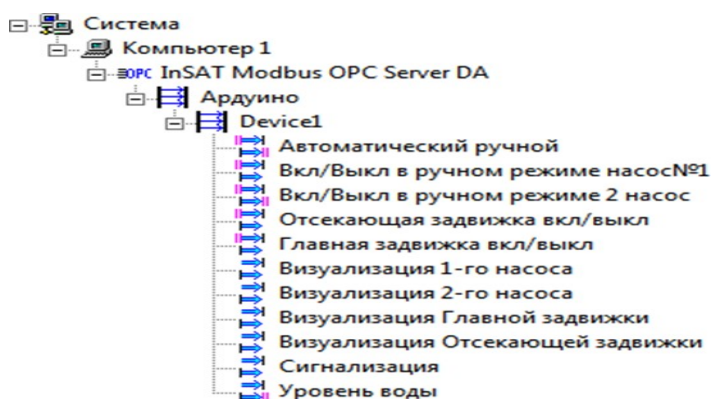 Система
Компьютер 1
OPC InSAT Modbus OPC Server DA
Ардуино
Device1
Автоматический ручной
Вкл/Выкл в ручном режиме насос№1
Вкл/Выкл в ручном режиме 2 насос
Отсекающая задвижка вкл/выкл
Главная задвижка вкл/выкл
Визуализация 1-го насоса
Визуализация 2-го насоса
Визуализация Главной задвижки
Визуализация Отсекающей задвижки
Сигнализация
Уровень воды